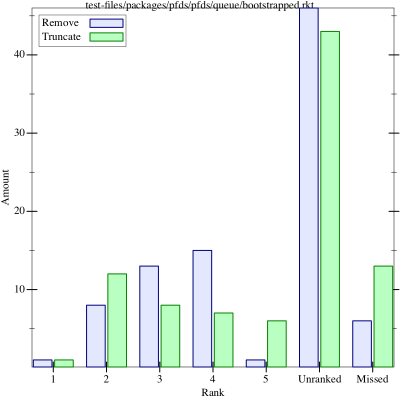 test-files/packages/pfds/pfds/queue/bootstrapped.rkt
Remove
Truncate
40
30
20
10
Amount
1 2 3 4 5 Unranked Missed
Rank